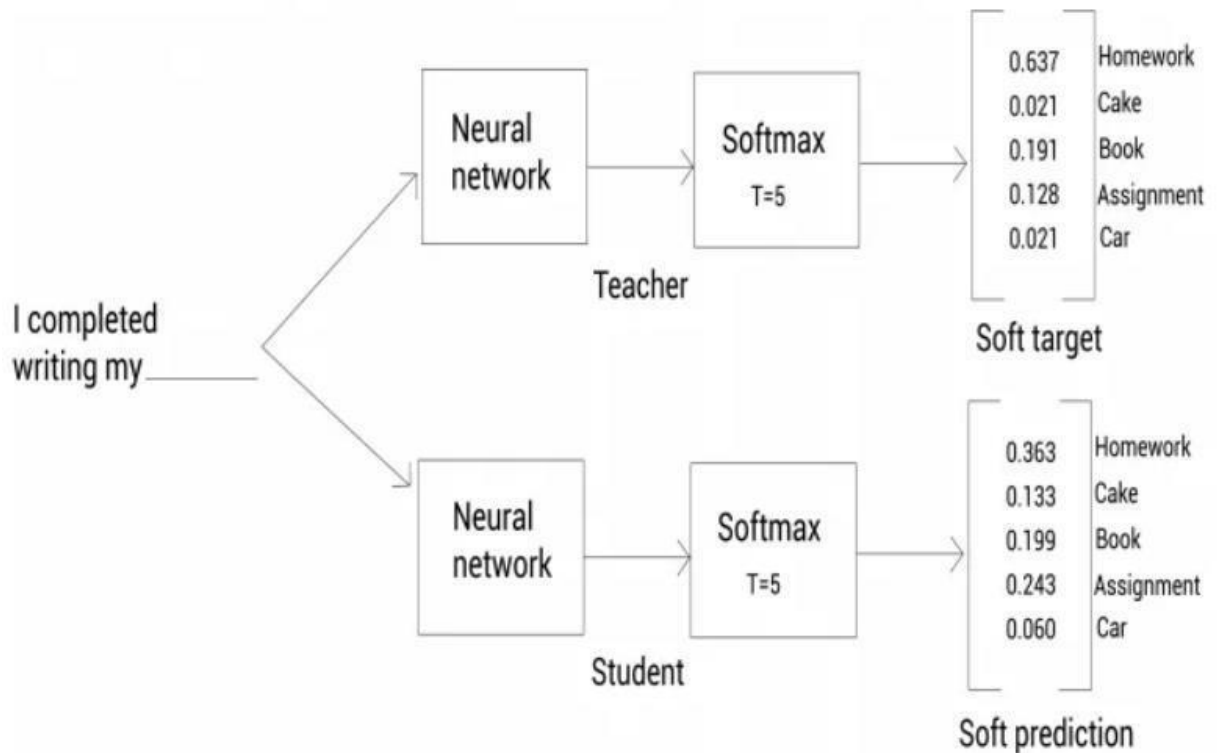 I completed
writing my
Neural
network
Softmax
T=5
Teacher
0.637 Homework
0.021 Cake
0.191 Book
0.128 Assignment
0.021 Car
Soft target
Neural
network
Softmax
T=5
Student
0.363 Homework
0.133 Cake
0.199 Book
0.243 Assignment
0.060 Car
Soft prediction